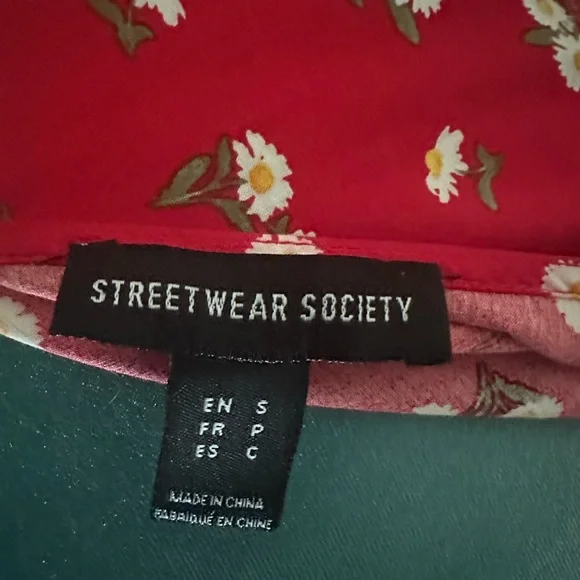 STREETWEAR SOCIETY
EN S
FR P
ES C
MADE IN CHINA
FABRIQUÉ EN CHINE